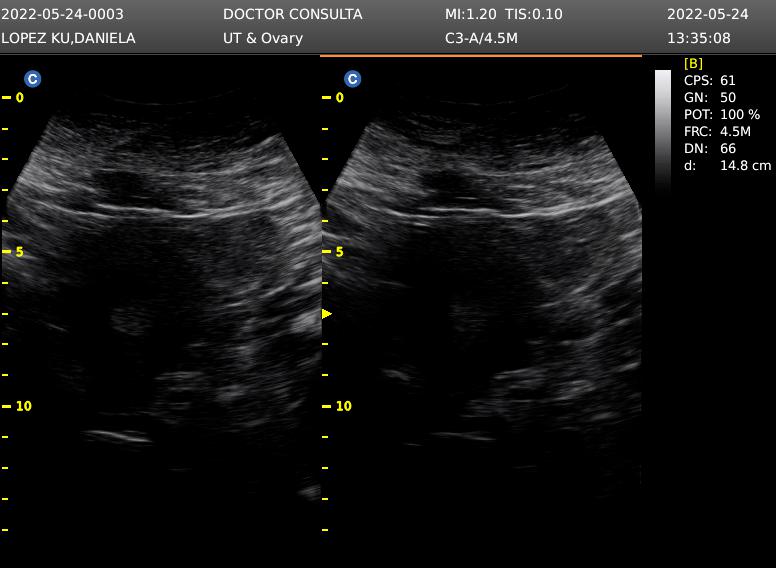 2022-05-24-0003 DOCTOR CONSULTA MI:1.20 TIS:0.10 2022-05-24
LOPEZ KU,DANIELA UT & Ovary C3-A/4.5M 13:35:08
[B]
CPS: 61
GN: 50
POT: 100 %
FRC: 4.5M
DN: 66
d: 14.8 cm
C C
0 0
5 5
10 10